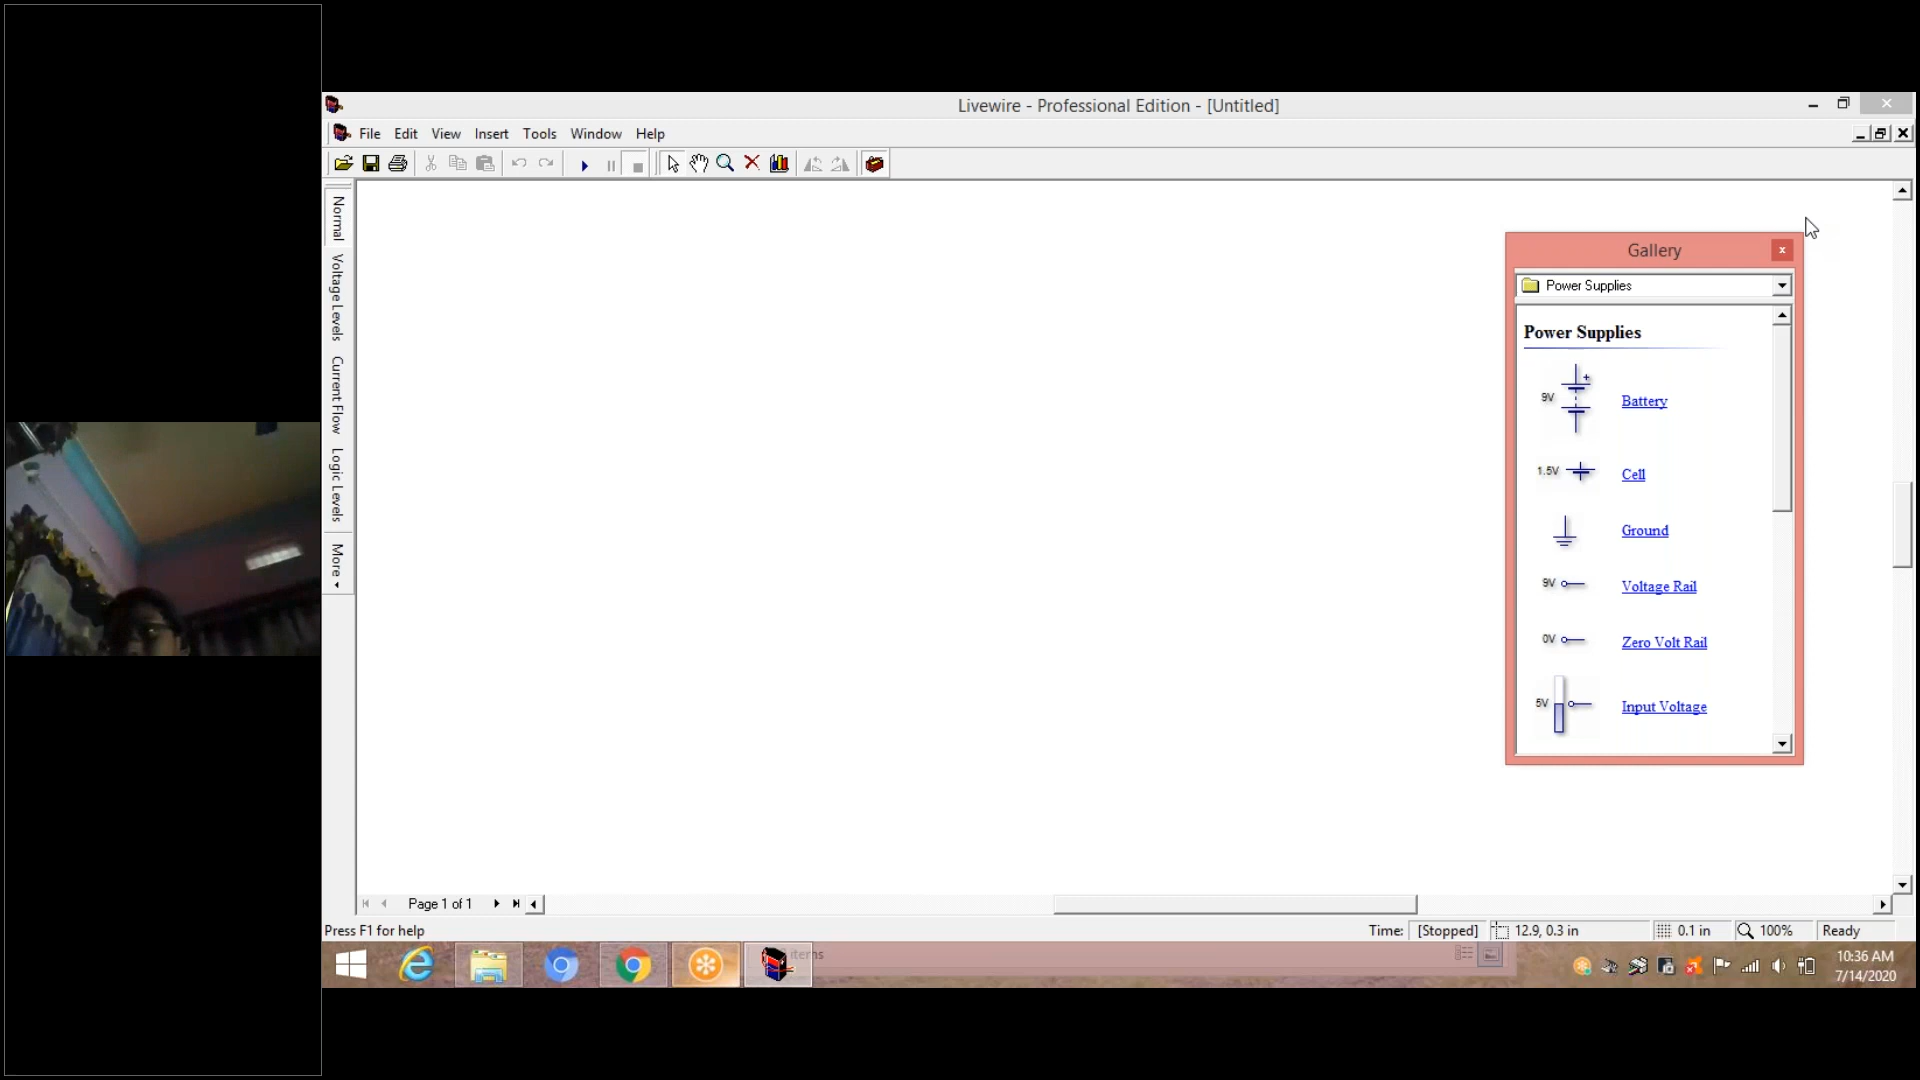 Livewire - Professional Edition - [Untitled]
File Edit View Insert Tools Window Help
Normal
Voltage Levels
Current Flow
Logic Levels
More
Gallery
Power Supplies
Power Supplies
9V Battery
1.5V Cell
Ground
9V Voltage Rail
0V Zero Volt Rail
5V Input Voltage
Page 1 of 1
Press F1 for help
Time: [Stopped] 12.9, 0.3 in 0.1 in 100% Ready
items
10:36 AM
7/14/2020